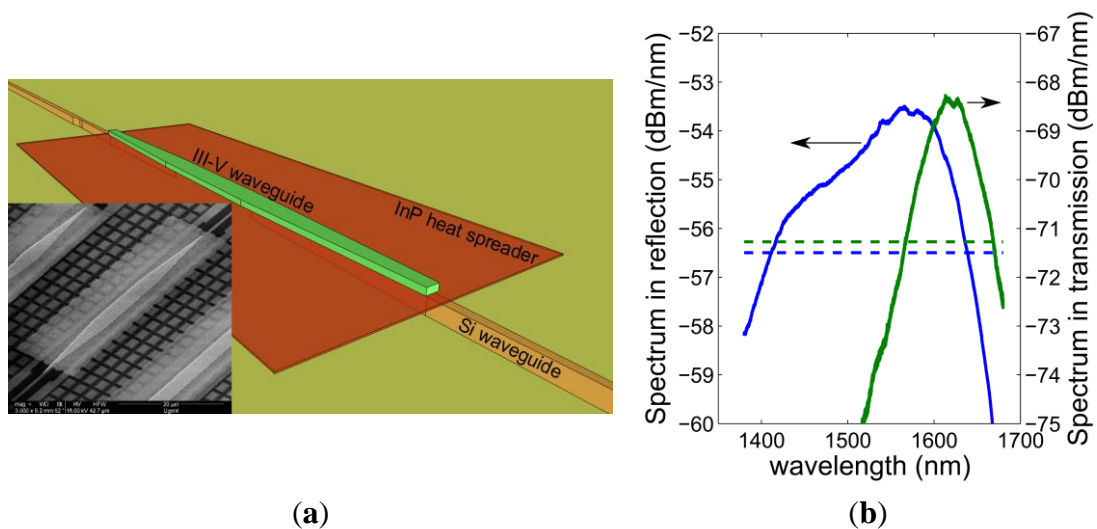 III-V waveguide
InP heat spreader
Si waveguide
20 µm
Spectrum in reflection (dBm/nm)
−52
−53
−54
−55
−56
−57
−58
−59
−60
−67
−68
−69
−70
−71
−72
−73
−74
−75
Spectrum in transmission (dBm/nm)
1400 1500 1600 1700
wavelength (nm)
(a)
(b)